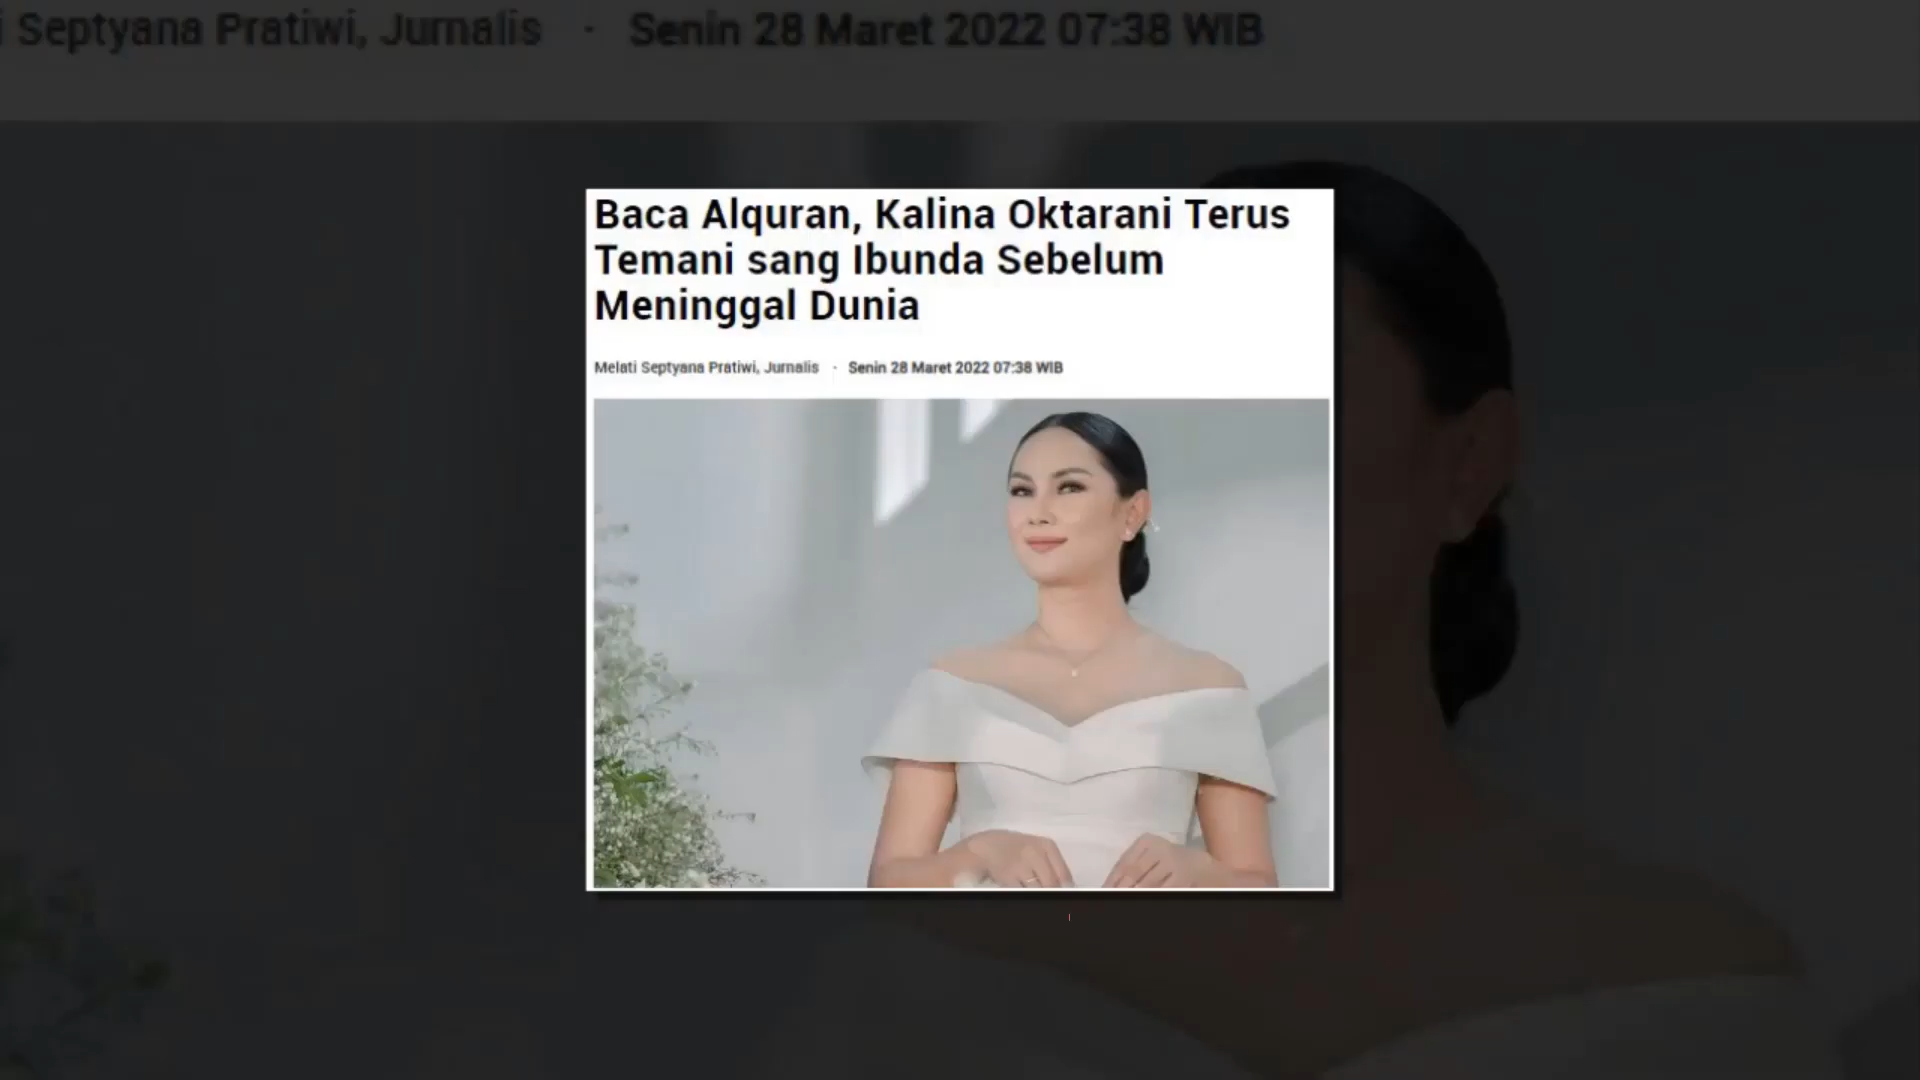 Septyana Pratiwi, Jurnalis · Senin 28 Maret 2022 07:38 WIB
Baca Alquran, Kalina Oktarani Terus
Temani sang Ibunda Sebelum
Meninggal Dunia
Melati Septyana Pratiwi, Jurnalis · Senin 28 Maret 2022 07:38 WIB